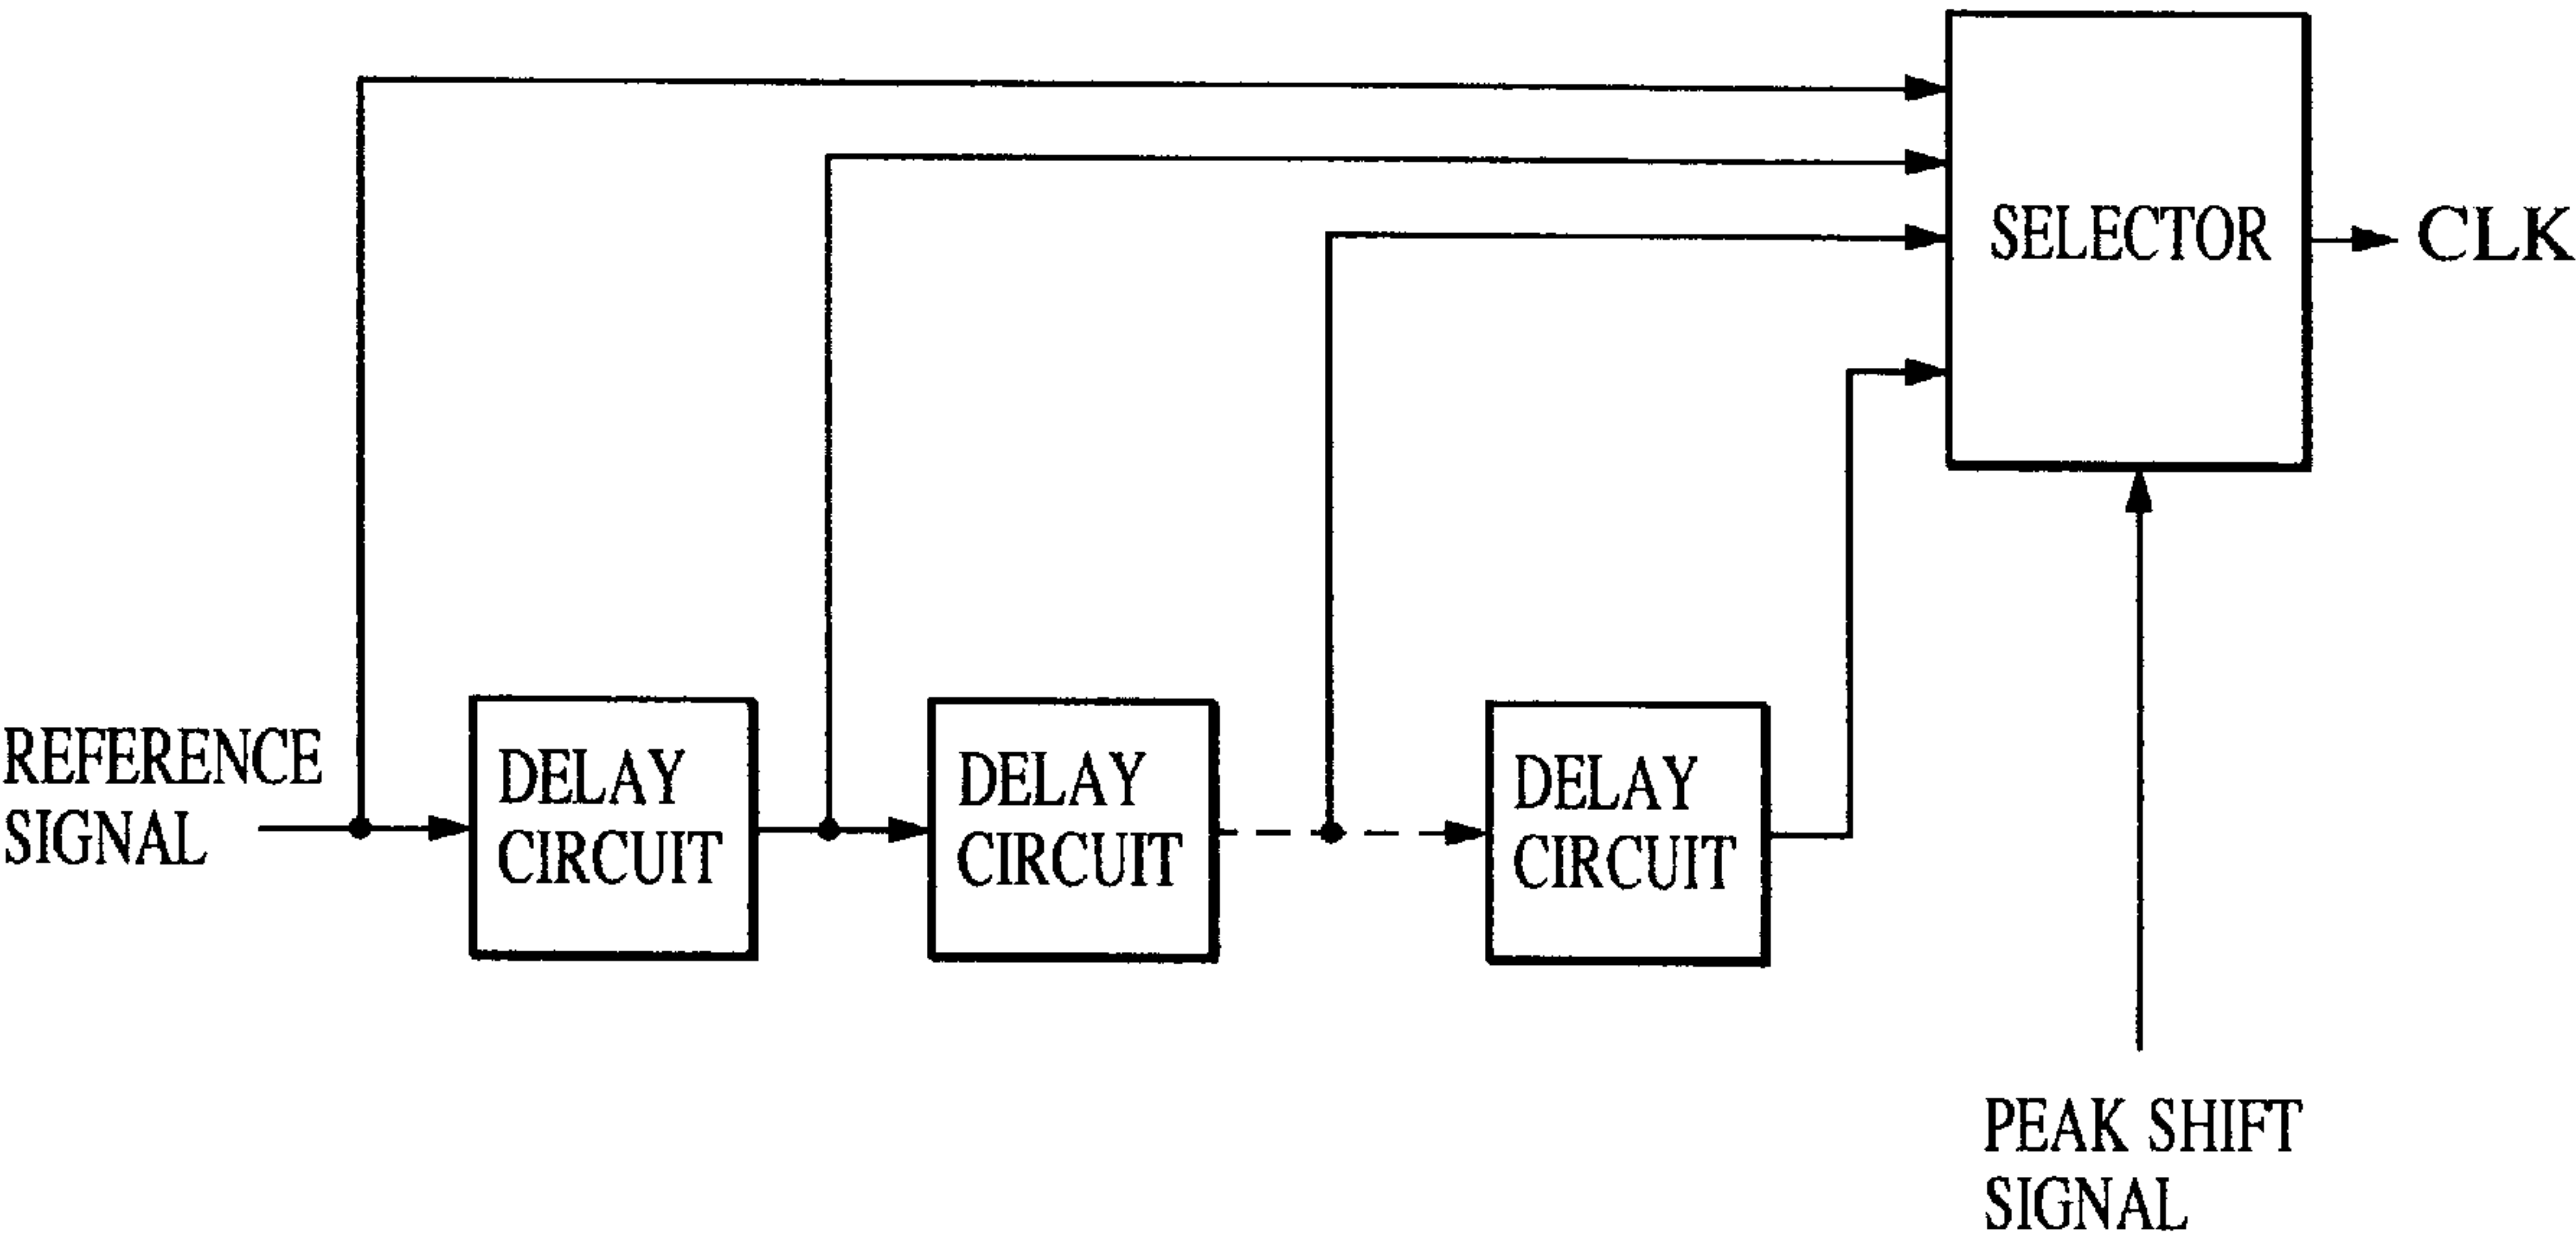 SELECTOR
CLK
REFERENCE
SIGNAL
DELAY
CIRCUIT
DELAY
CIRCUIT
DELAY
CIRCUIT
PEAK SHIFT
SIGNAL